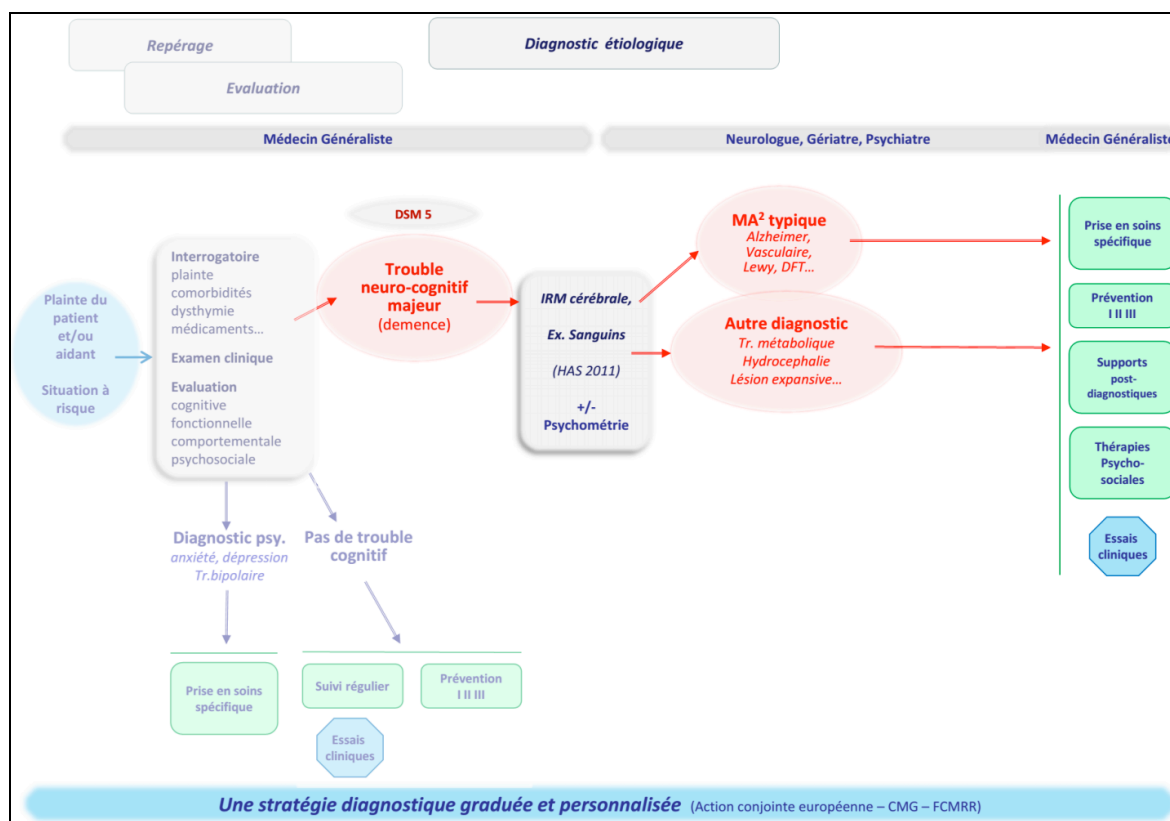 Repérage
Diagnostic étiologique
Evaluation
Médecin Généraliste
Neurologue, Gériatre, Psychiatre
Médecin Généraliste
Plainte du
patient
et/ou
aidant
Situation à
risque
Interrogatoire
plainte
comorbidités
dysthymie
médicaments...
Examen clinique
Evaluation
cognitive
fonctionnelle
comportementale
psychosociale
DSM 5
Trouble
neuro-cognitif
majeur
(demence)
IRM cérébrale,
Ex. Sanguins
(HAS 2011)
+/-
Psychométrie
MA² typique
Alzheimer,
Vasculaire,
Lewy, DFT...
Autre diagnostic
Tr. métabolique
Hydrocephalie
Lésion expansive...
Prise en soins
spécifique
Prévention
I II III
Supports
post-
diagnostiques
Thérapies
Psycho-
sociales
Essais
cliniques
Diagnostic psy.
anxiété, dépression
Tr.bipolaire
Pas de trouble
cognitif
Prise en soins
spécifique
Suivi régulier
Prévention
I II III
Essais
cliniques
Une stratégie diagnostique graduée et personnalisée (Action conjointe européenne – CMG – FCMRR)